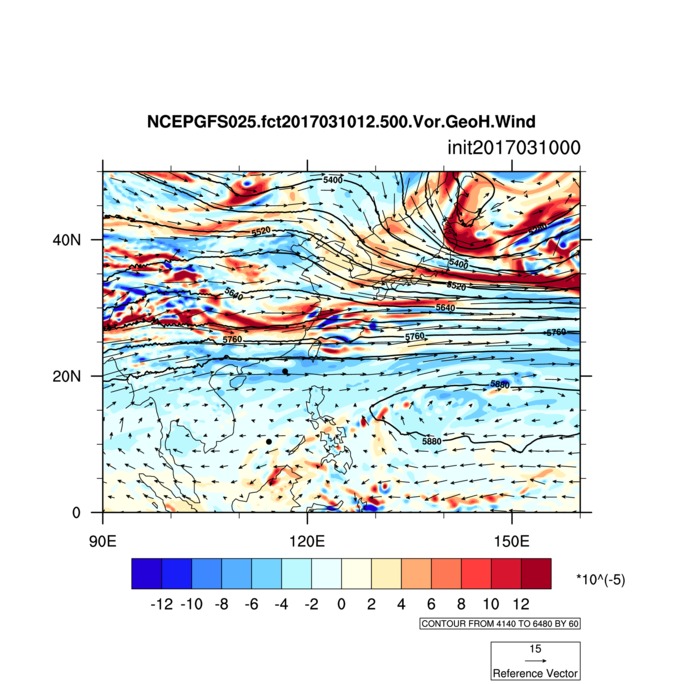 NCEPGFS025.fct2017031012.500.Vor.GeoH.Wind
init2017031000
5400
5520
40N
5400
5520
5640
5640
5760
5760
5760
20N
5880
5880
0
90E 120E 150E
-12 -10 -8 -6 -4 -2 0 2 4 6 8 10 12 *10^(-5)
CONTOUR FROM 4140 TO 6480 BY 60
15
Reference Vector